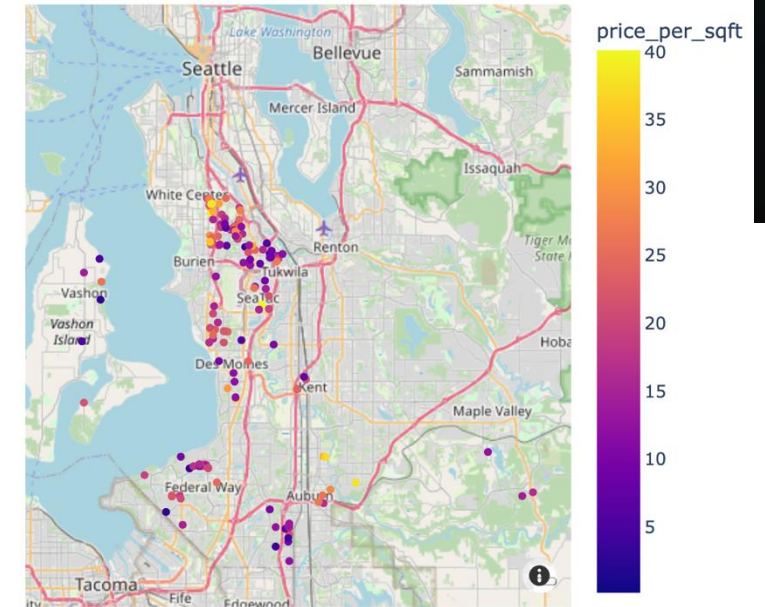 Lake Washington
Bellevue
Seattle
Sammamish
Mercer Island
Issaquah
White Center
Tiger Mo
State F
Renton
Burien
Tukwila
Vashon
SeaTac
Vashon
Island
Hoba
Des Moines
Kent
Maple Valley
Federal Way
Auburn
Tacoma
Fife
Edgewood
ity
price_per_sqft
40
35
30
25
20
15
10
5